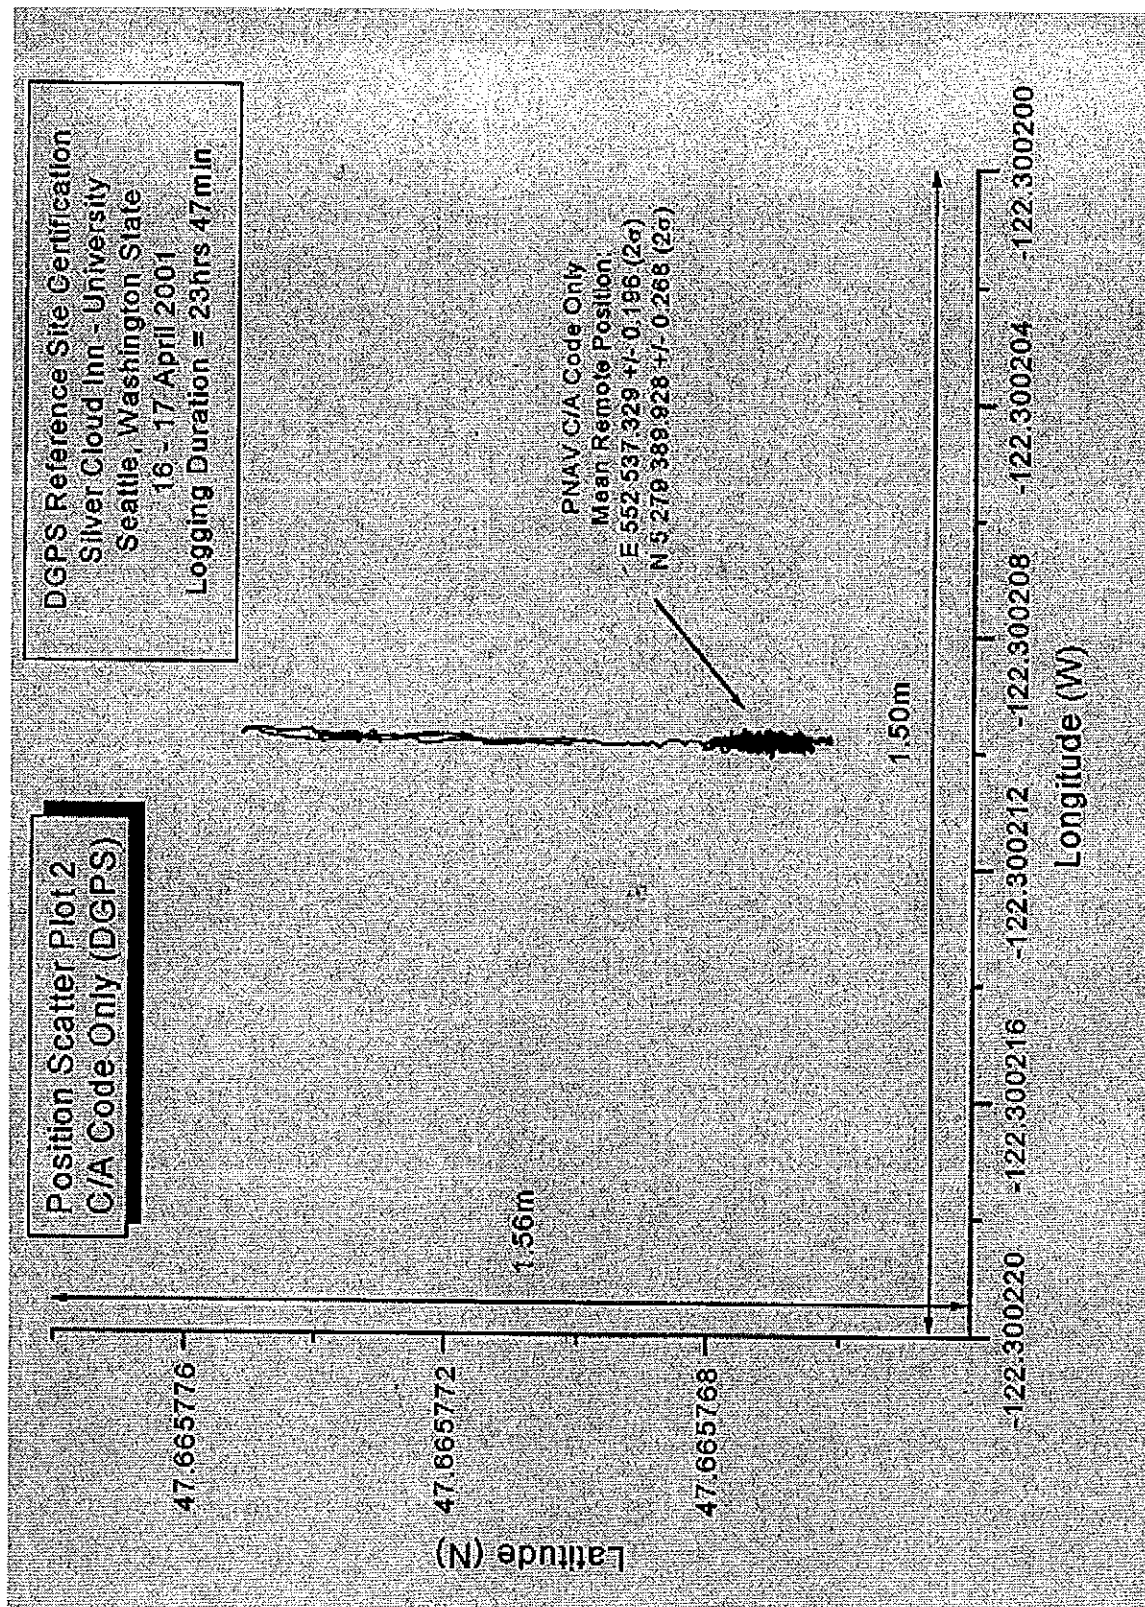 Position Scatter Plot 2
C/A Code Only (DGPS)
DGPS Reference Site Certification
Silver Cloud Inn - University
Seattle, Washington State
16 - 17 April 2001
Logging Duration = 23hrs 47min
1.56m
PNAV C/A Code Only
Mean Remote Position
E 552 537.329 +/- 0.196 (2σ)
N 5 279 389.928 +/- 0.268 (2σ)
1.50m
Latitude (N)
47.665776
47.665772
47.665768
-122.300220
-122.300216
-122.300212
-122.300208
-122.300204
-122.300200
Longitude (W)